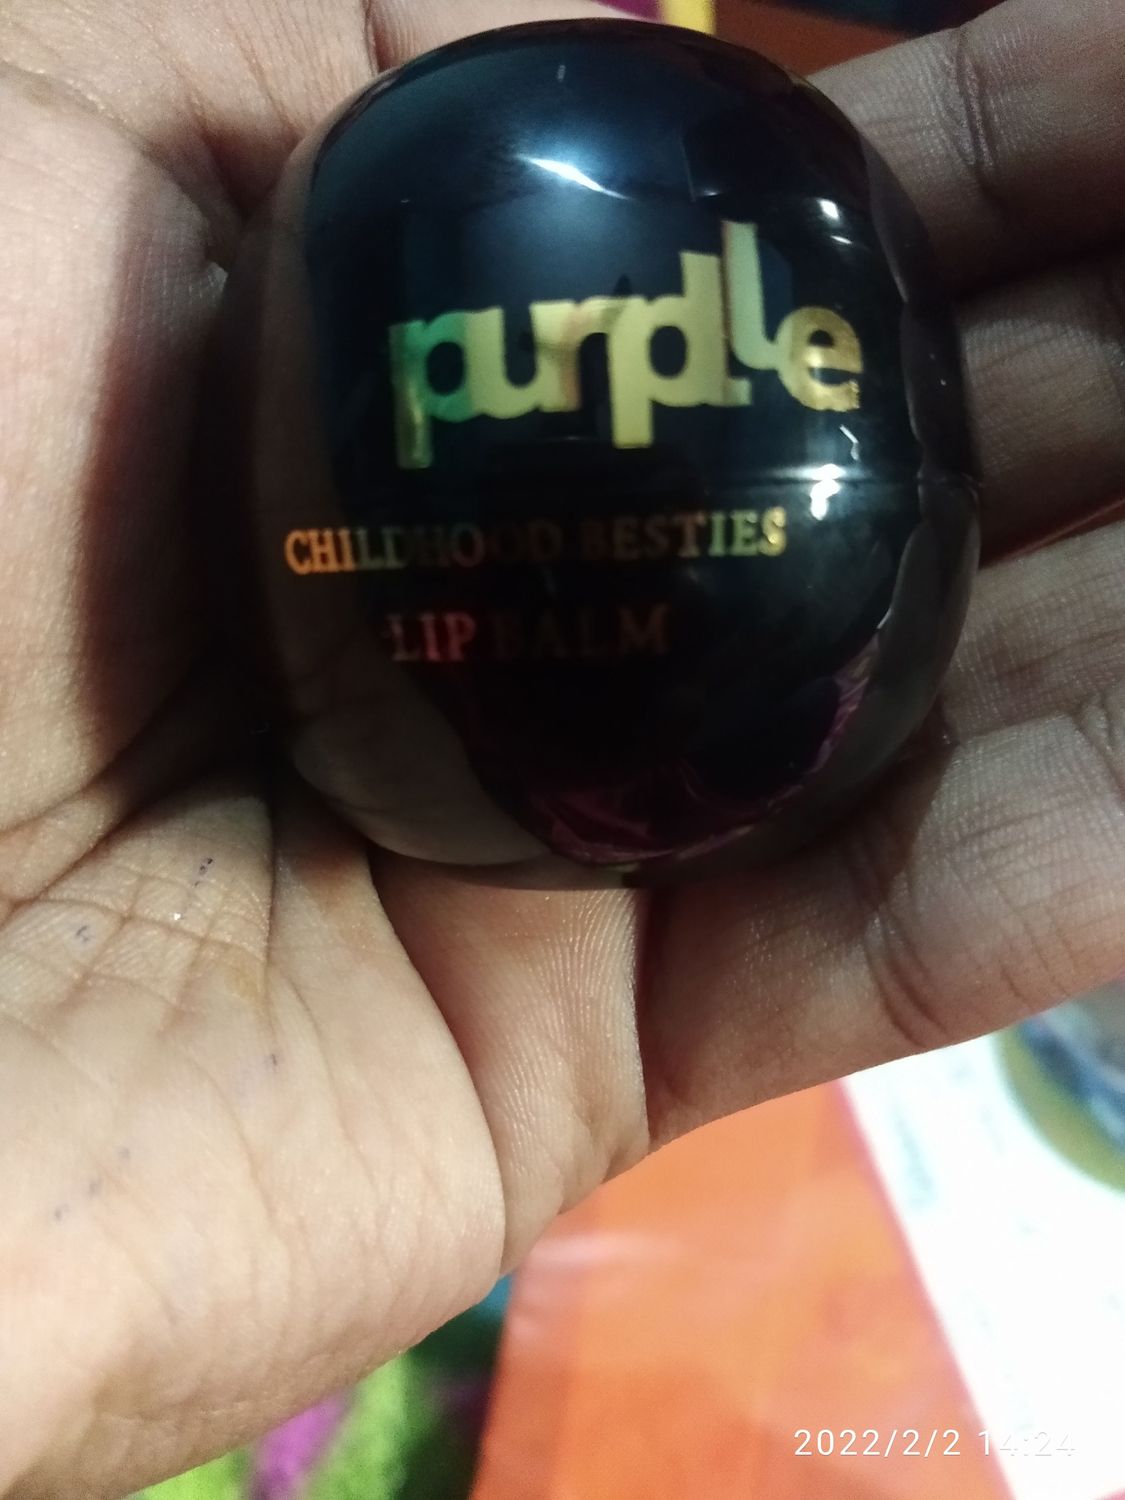 purplle
CHILDHOOD BESTIES
LIP BALM
2022/2/2 14:24